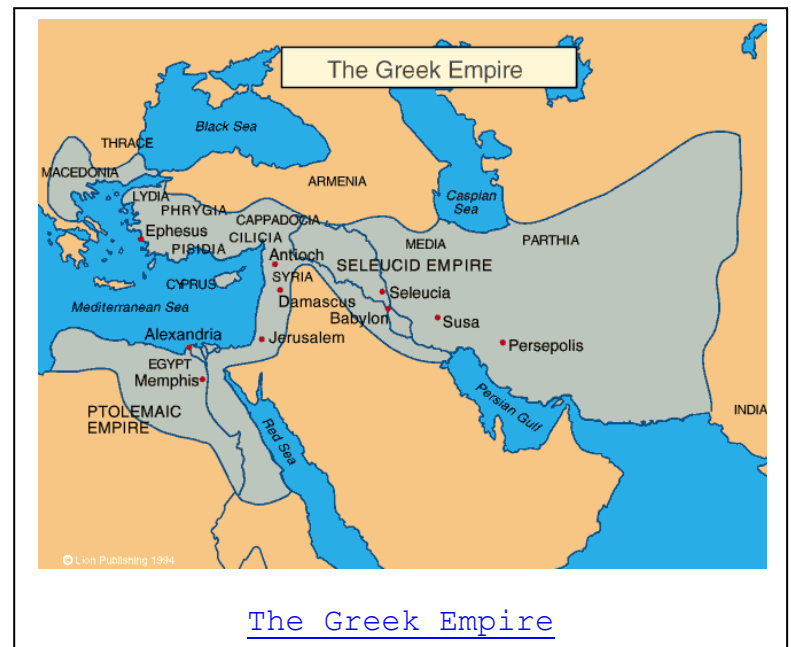 The Greek Empire
Black Sea
THRACE
MACEDONIA
ARMENIA
Caspian
Sea
LYDIA
PHRYGIA
CAPPADOCIA
Ephesus
CILICIA
PISIDIA
MEDIA
PARTHIA
Antioch
SELEUCID EMPIRE
SYRIA
CYPRUS
Seleucia
Damascus
Mediterranean Sea
Babylon
Susa
Alexandria
Jerusalem
Persepolis
EGYPT
Memphis
PTOLEMAIC
EMPIRE
Persian Gulf
INDIA
Red Sea
© Lion Publishing 1994
The Greek Empire